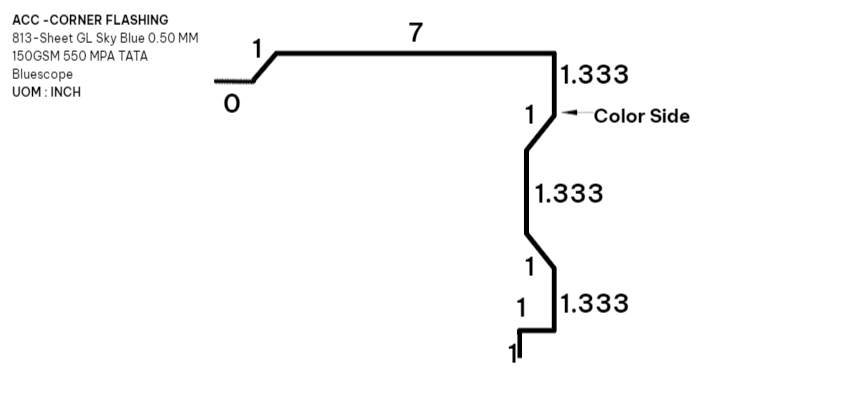 ACC -CORNER FLASHING
813-Sheet GL Sky Blue 0.50 MM
150GSM 550 MPA TATA
Bluescope
UOM : INCH
7
1
0
1.333
1
Color Side
1.333
1
1
1.333
1